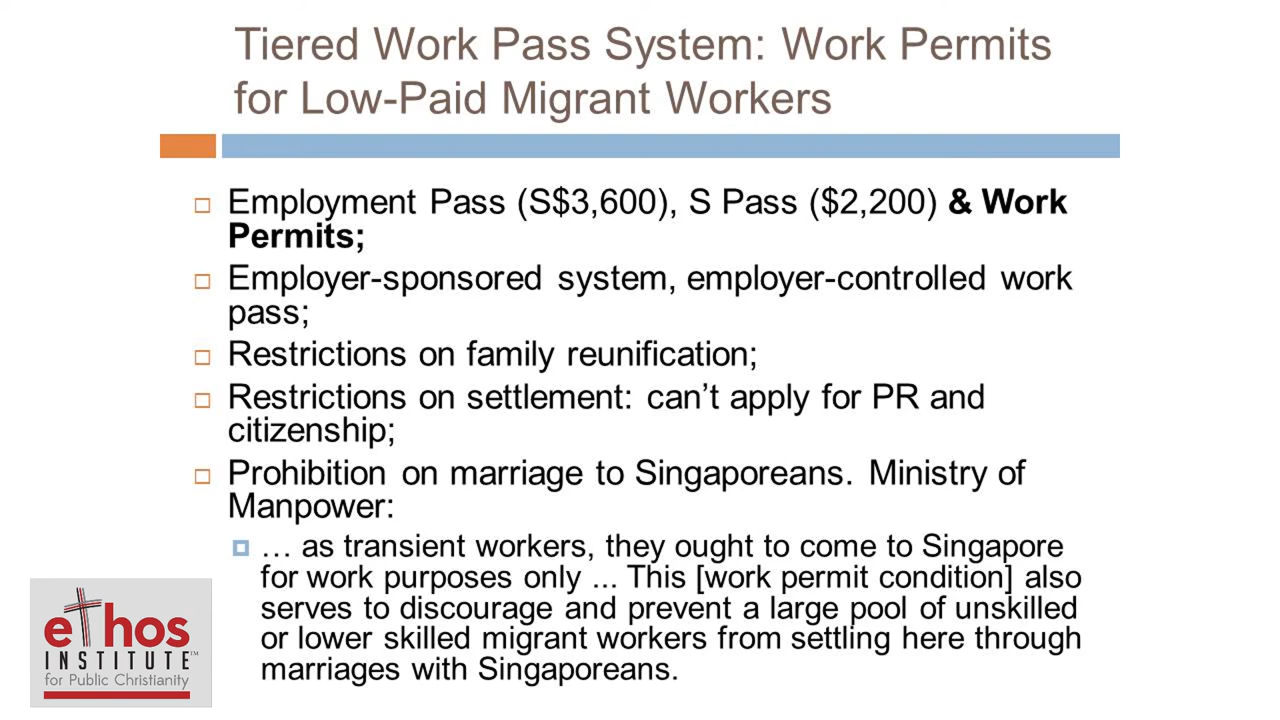 Tiered Work Pass System: Work Permits
for Low-Paid Migrant Workers
Employment Pass (S$3,600), S Pass ($2,200) & Work
Permits;
Employer-sponsored system, employer-controlled work
pass;
Restrictions on family reunification;
Restrictions on settlement: can’t apply for PR and
citizenship;
Prohibition on marriage to Singaporeans. Ministry of
Manpower:
… as transient workers, they ought to come to Singapore
for work purposes only ... This [work permit condition] also
serves to discourage and prevent a large pool of unskilled
or lower skilled migrant workers from settling here through
marriages with Singaporeans.
ethos
INSTITUTE™
for Public Christianity